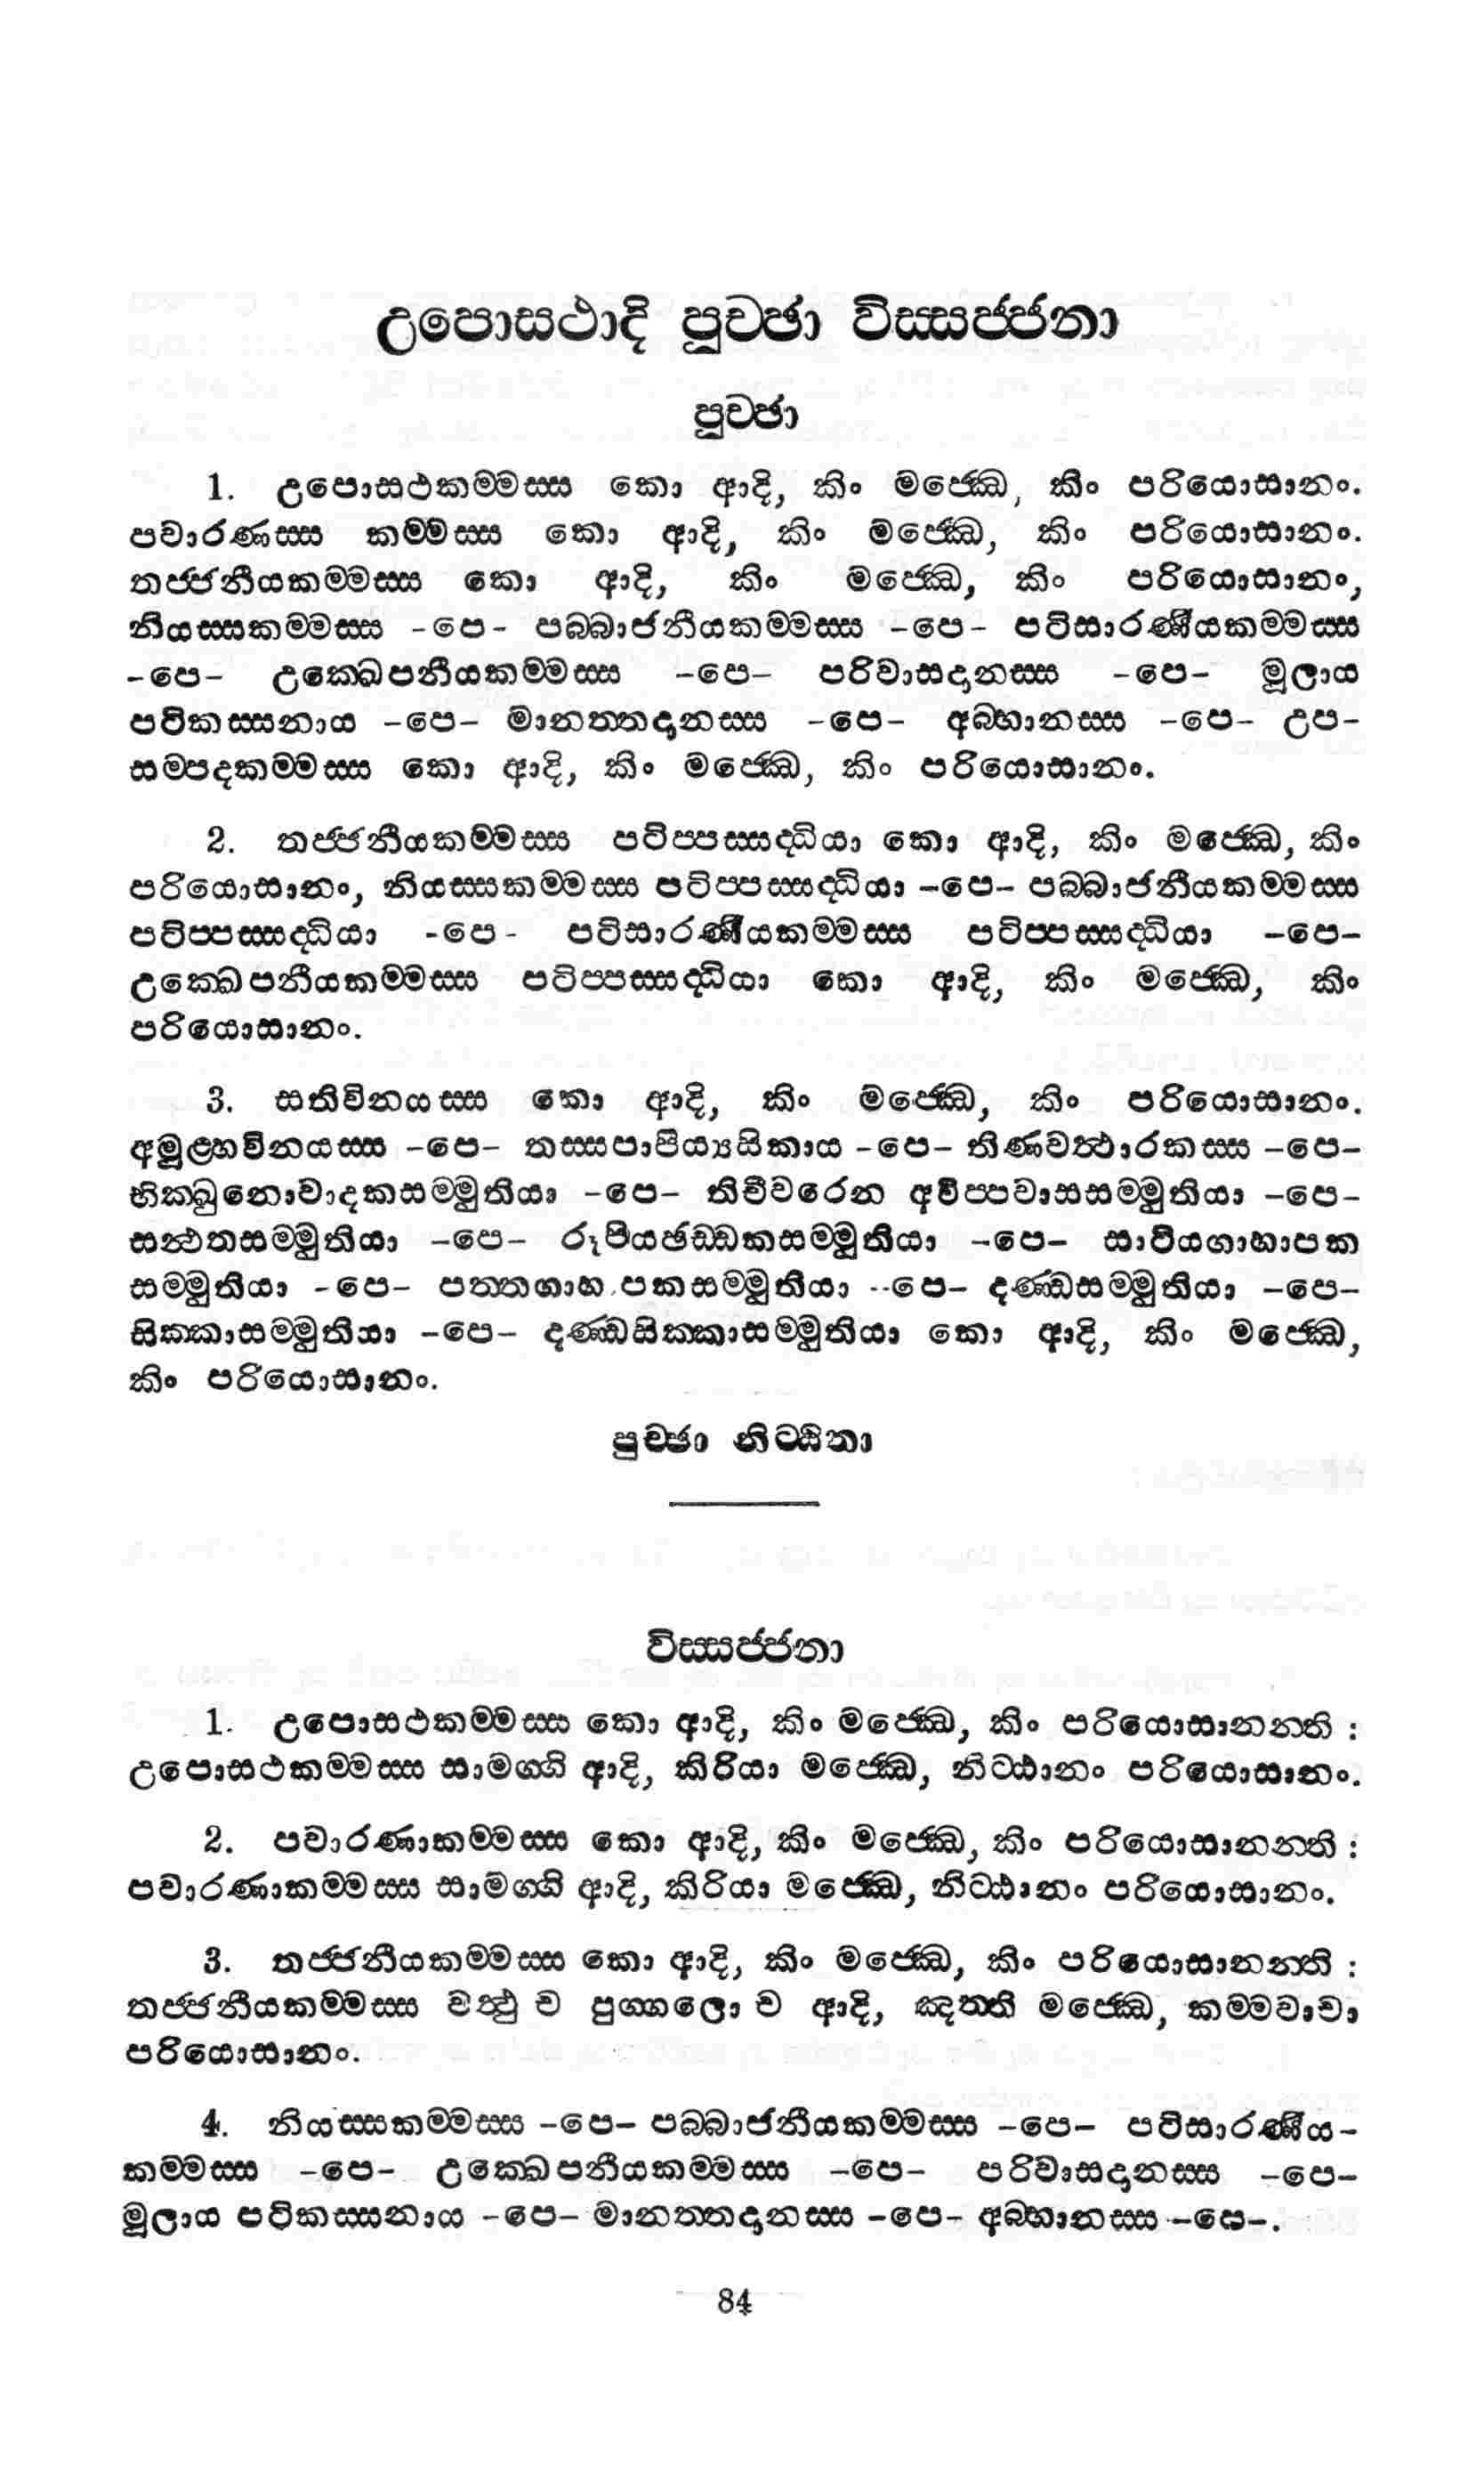 උපොසථාදි පුච්ඡා විස්සජ්ජනා
පුච්ඡා
1. උපොසථකම්මස්ස කො ආදි, කිං මජ්ඣෙ, කිං පරියොසානං.
පවාරණස්ස කම්මස්ස කො ආදි, කිං මජ්ඣෙ, කිං පරියොසානං.
තජ්ජනීයකම්මස්ස කො ආදි, කිං මජ්ඣෙ, කිං පරියොසානං,
නියස්සකම්මස්ස -පෙ- පබ්බාජනීයකම්මස්ස -පෙ- පටිසාරණීයකම්මස්ස
-පෙ- උක්ඛෙපනීයකම්මස්ස -පෙ- පරිවාසදානස්ස -පෙ- මූලාය
පටිකස්සනාය -පෙ- මානත්තදානස්ස -පෙ- අබ්භානස්ස -පෙ- උප-
සම්පදකම්මස්ස කො ආදි, කිං මජ්ඣෙ, කිං පරියොසානං.
2. තජ්ජනීයකම්මස්ස පටිප්පස්සද්ධියා කො ආදි, කිං මජ්ඣෙ, කිං
පරියොසානං, නියස්සකම්මස්ස පටිප්පස්සද්ධියා -පෙ- පබ්බාජනීයකම්මස්ස
පටිප්පස්සද්ධියා -පෙ- පටිසාරණීයකම්මස්ස පටිප්පස්සද්ධියා -පෙ-
උක්ඛෙපනීයකම්මස්ස පටිප්පස්සද්ධියා කො ආදි, කිං මජ්ඣෙ, කිං
පරියොසානං.
3. සතිවිනයස්ස කො ආදි, කිං මජ්ඣෙ, කිං පරියොසානං.
අමූළ්හවිනයස්ස -පෙ- තස්සපාපිය්‍යසිකාය -පෙ- තිණවත්ථාරකස්ස -පෙ-
භික්ඛුනොවාදකසම්මුතියා -පෙ- තිචීවරෙන අවිප්පවාසසම්මුතියා -පෙ-
සන්ථතසම්මුතියා -පෙ- රූපියඡඩ්ඩකසම්මුතියා -පෙ- සාටියගාහාපක
සම්මුතියා -පෙ- පත්තගාහාපකසම්මුතියා -පෙ- දණ්ඩසම්මුතියා -පෙ-
සික්කාසම්මුතියා -පෙ- දණ්ඩසික්කාසම්මුතියා කො ආදි, කිං මජ්ඣෙ,
කිං පරියොසානං.
පුච්ඡා නිට්ඨිතා
විස්සජ්ජනා
1. උපොසථකම්මස්ස කො ආදි, කිං මජ්ඣෙ, කිං පරියොසානන්ති :
උපොසථකම්මස්ස සාමග්ගි ආදි, කිරියා මජ්ඣෙ, නිට්ඨානං පරියොසානං.
2. පවාරණාකම්මස්ස කො ආදි, කිං මජ්ඣෙ, කිං පරියොසානන්ති :
පවාරණාකම්මස්ස සාමග්ගි ආදි, කිරියා මජ්ඣෙ, නිට්ඨානං පරියොසානං.
3. තජ්ජනීයකම්මස්ස කො ආදි, කිං මජ්ඣෙ, කිං පරියොසානන්ති :
තජ්ජනීයකම්මස්ස වත්ථු ච පුග්ගලො ච ආදි, ඤත්ති මජ්ඣෙ, කම්මවාචා
පරියොසානං.
4. නියස්සකම්මස්ස -පෙ- පබ්බාජනීයකම්මස්ස -පෙ- පටිසාරණීය-
කම්මස්ස -පෙ- උක්ඛෙපනීයකම්මස්ස -පෙ- පරිවාසදානස්ස -පෙ-
මූලාය පටිකස්සනාය -පෙ- මානත්තදානස්ස -පෙ- අබ්භානස්ස -පෙ-.
84